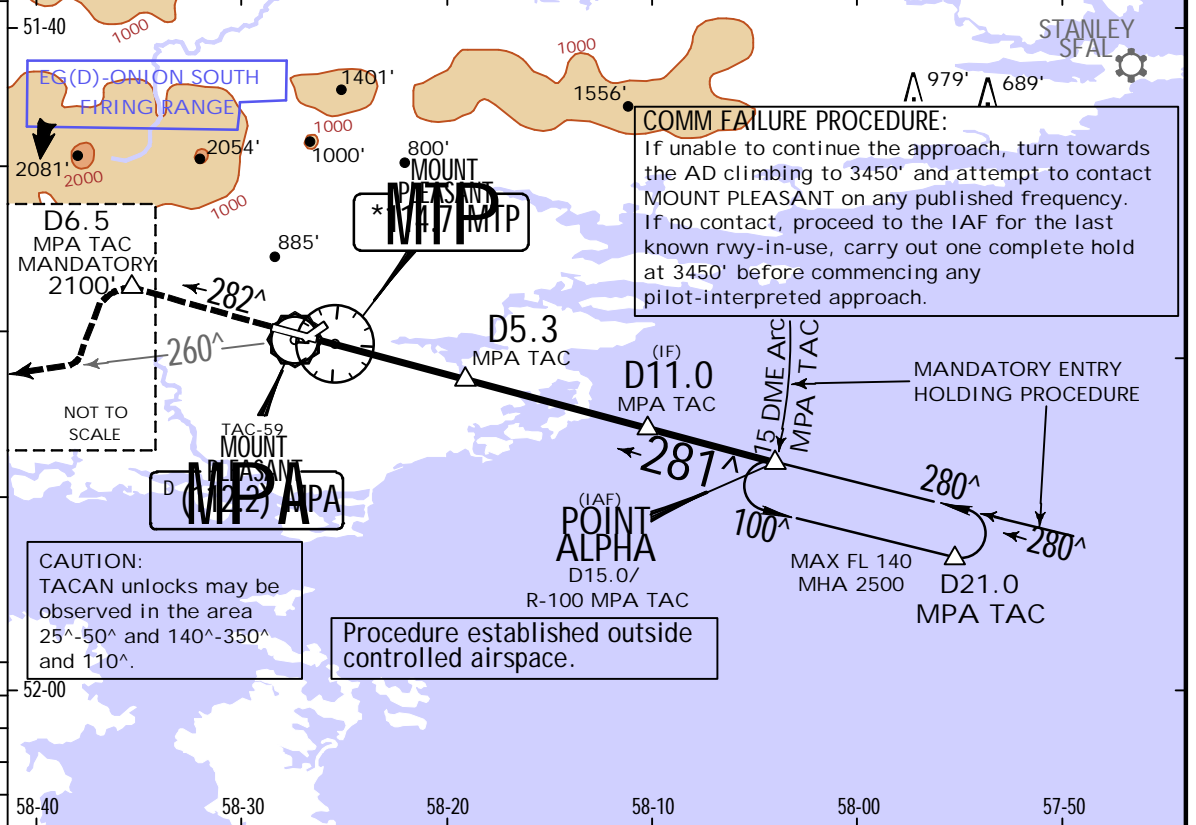 51-40
1000
STANLEY
SFAL
EG(D)-ONION SOUTH
FIRING RANGE
1401'
1000
1556'
979'
689'
2081'
2000
2054'
1000
1000
1000'
800'
MOUNT
PLEASANT
MTP
MTP
COMM FAILURE PROCEDURE:
If unable to continue the approach, turn towards
the AD climbing to 3450' and attempt to contact
MOUNT PLEASANT on any published frequency.
If no contact, proceed to the IAF for the last
known rwy-in-use, carry out one complete hold
at 3450' before commencing any
pilot-interpreted approach.
D6.5
MPA TAC
MANDATORY
2100'
885'
282^
260^
NOT TO
SCALE
D5.3
MPA TAC
(IF)
D11.0
MPA TAC
15 DME Arc
MPA TAC
MANDATORY ENTRY
HOLDING PROCEDURE
TAC-59
MOUNT
PLEASANT
MPA
D (112.2) MPA
281^
280^
100^
280^
(IAF)
POINT
ALPHA
D15.0/
R-100 MPA TAC
MAX FL 140
MHA 2500
D21.0
MPA TAC
CAUTION:
TACAN unlocks may be
observed in the area
25^-50^ and 140^-350^
and 110^.
Procedure established outside
controlled airspace.
52-00
58-40
58-30
58-20
58-10
58-00
57-50